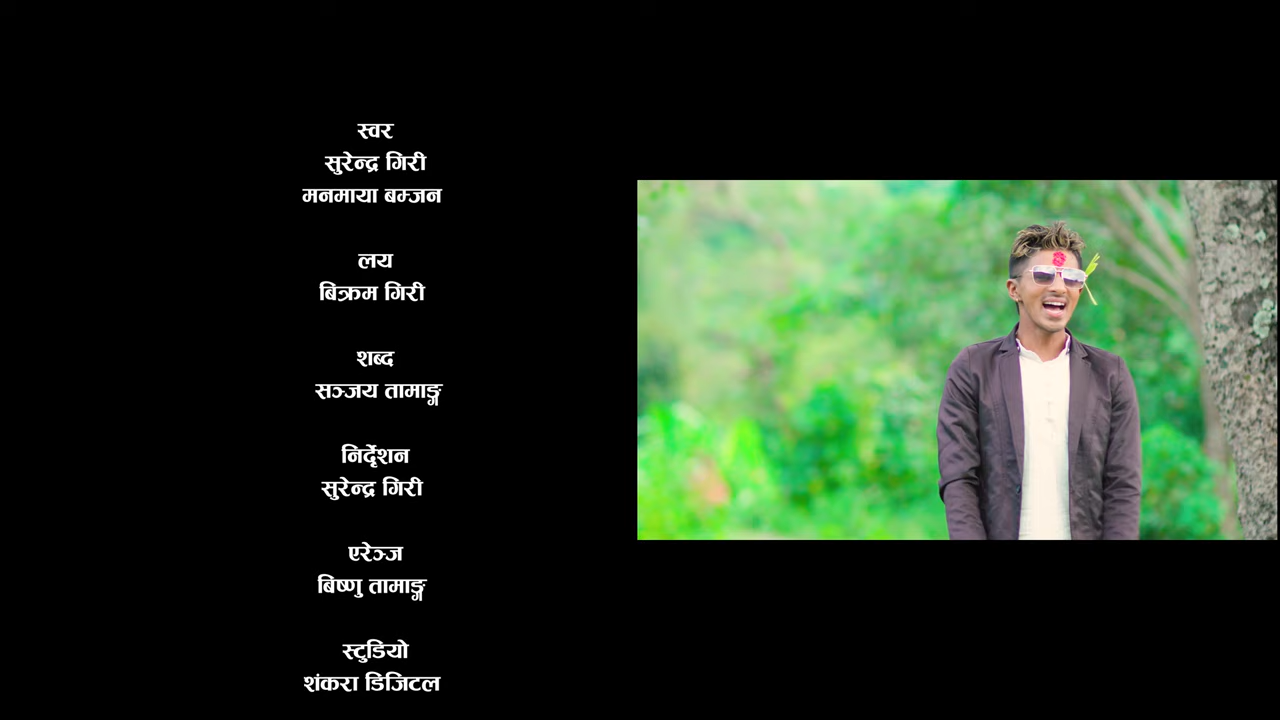 स्वर
सुरेन्द्र गिरी
मनमाया बम्जन
लय
बिक्रम गिरी
शब्द
सञ्जय तामाङ्ग
निर्देशन
सुरेन्द्र गिरी
एरेञ्ज
बिष्णु तामाङ्ग
स्टुडियो
शंकरा डिजिटल